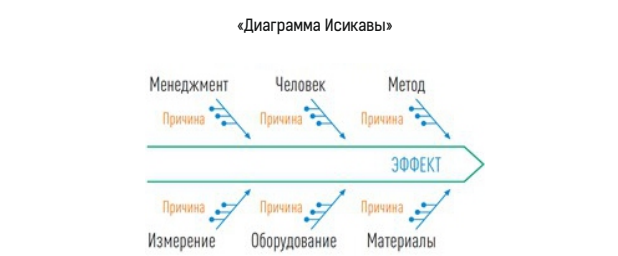 «Диаграмма Исикавы»
Менеджмент Человек Метод
Причина Причина Причина
ЭФФЕКТ
Причина Причина Причина
Измерение Оборудование Материалы